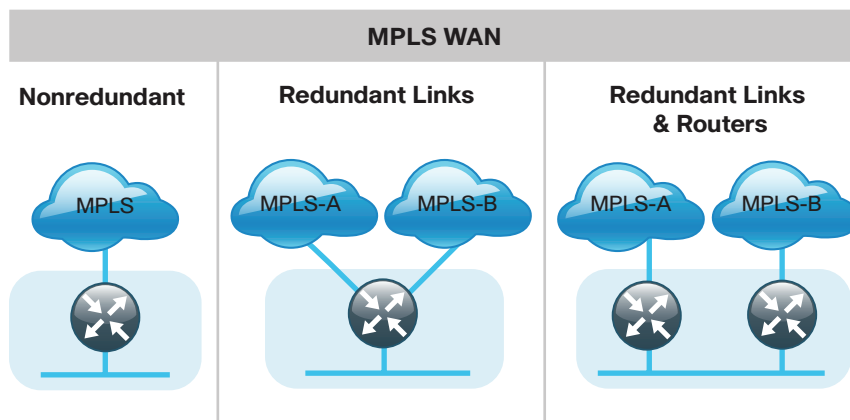 MPLS WAN
Nonredundant
Redundant Links
Redundant Links
& Routers
MPLS
MPLS-A
MPLS-B
MPLS-A
MPLS-B